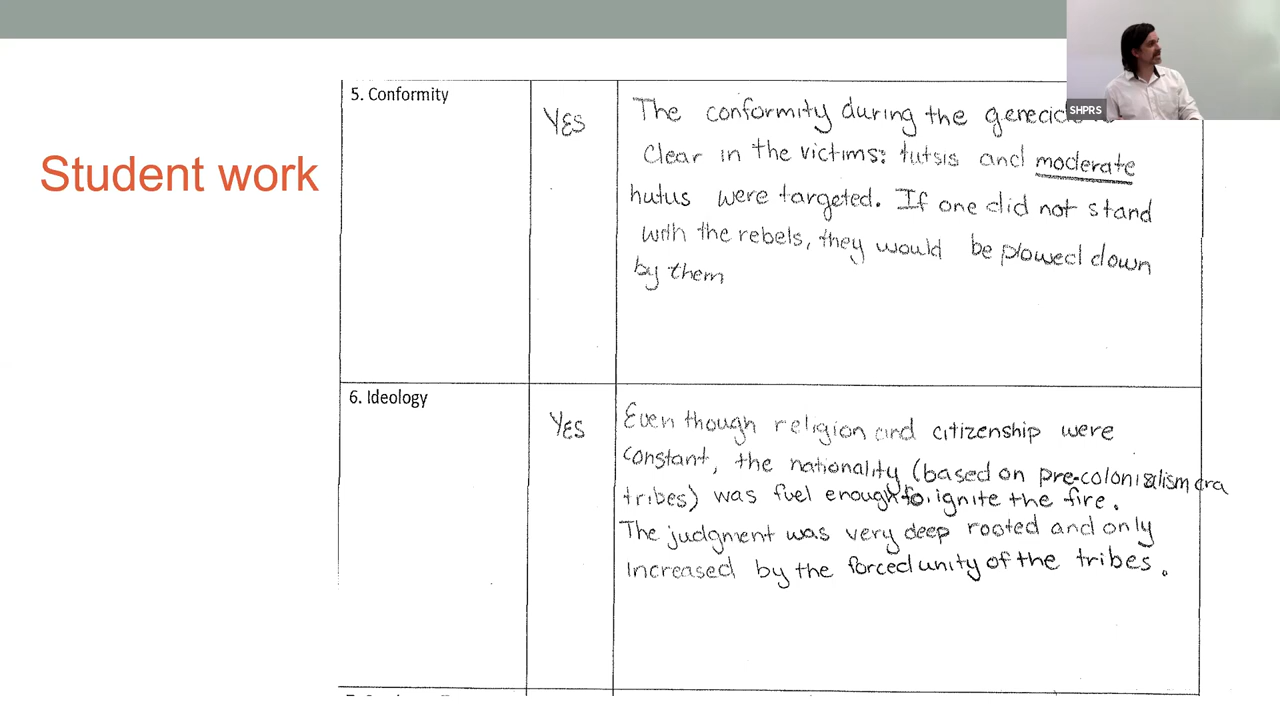 SHPRS
Student work
5. Conformity
YES
The conformity during the
clear in the victims: tutsis and moderate
hutus were targeted. If one did not stand
with the rebels, they would be plowed down
by them
6. Ideology
YES
Even though religion and citizenship were
constant, the nationality (based on pre-colonialism era
tribes) was fuel enough to ignite the fire.
The judgment was very deep rooted and only
increased by the forced unity of the tribes.